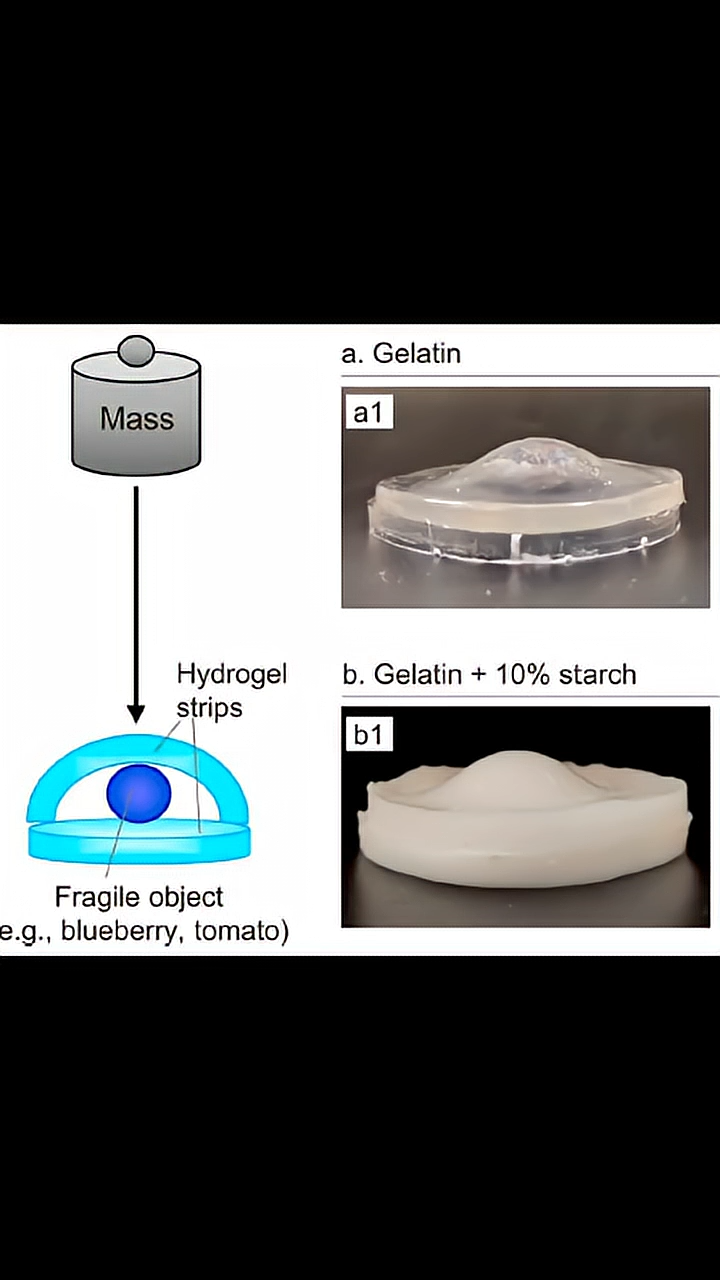 Mass
Hydrogel
strips
Fragile object
e.g., blueberry, tomato)
a. Gelatin
a1
b. Gelatin + 10% starch
b1